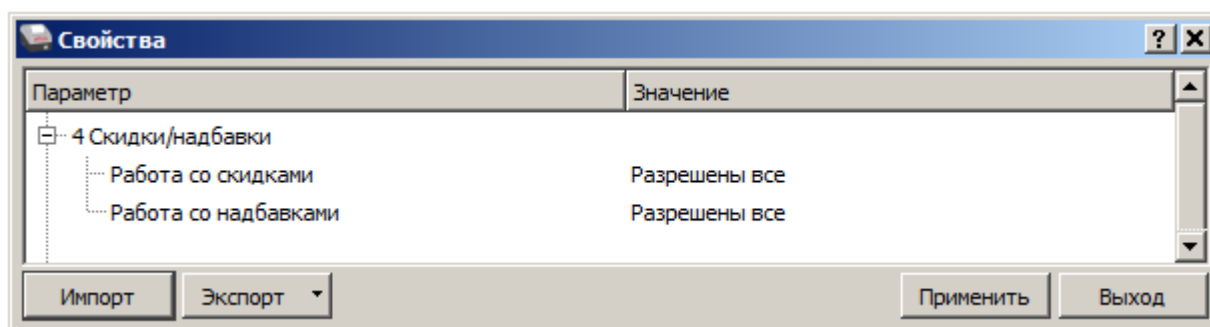 Свойства
Параметр Значение
4 Скидки/надбавки
Работа со скидками Разрешены все
Работа со надбавками Разрешены все
Импорт Экспорт Применить Выход